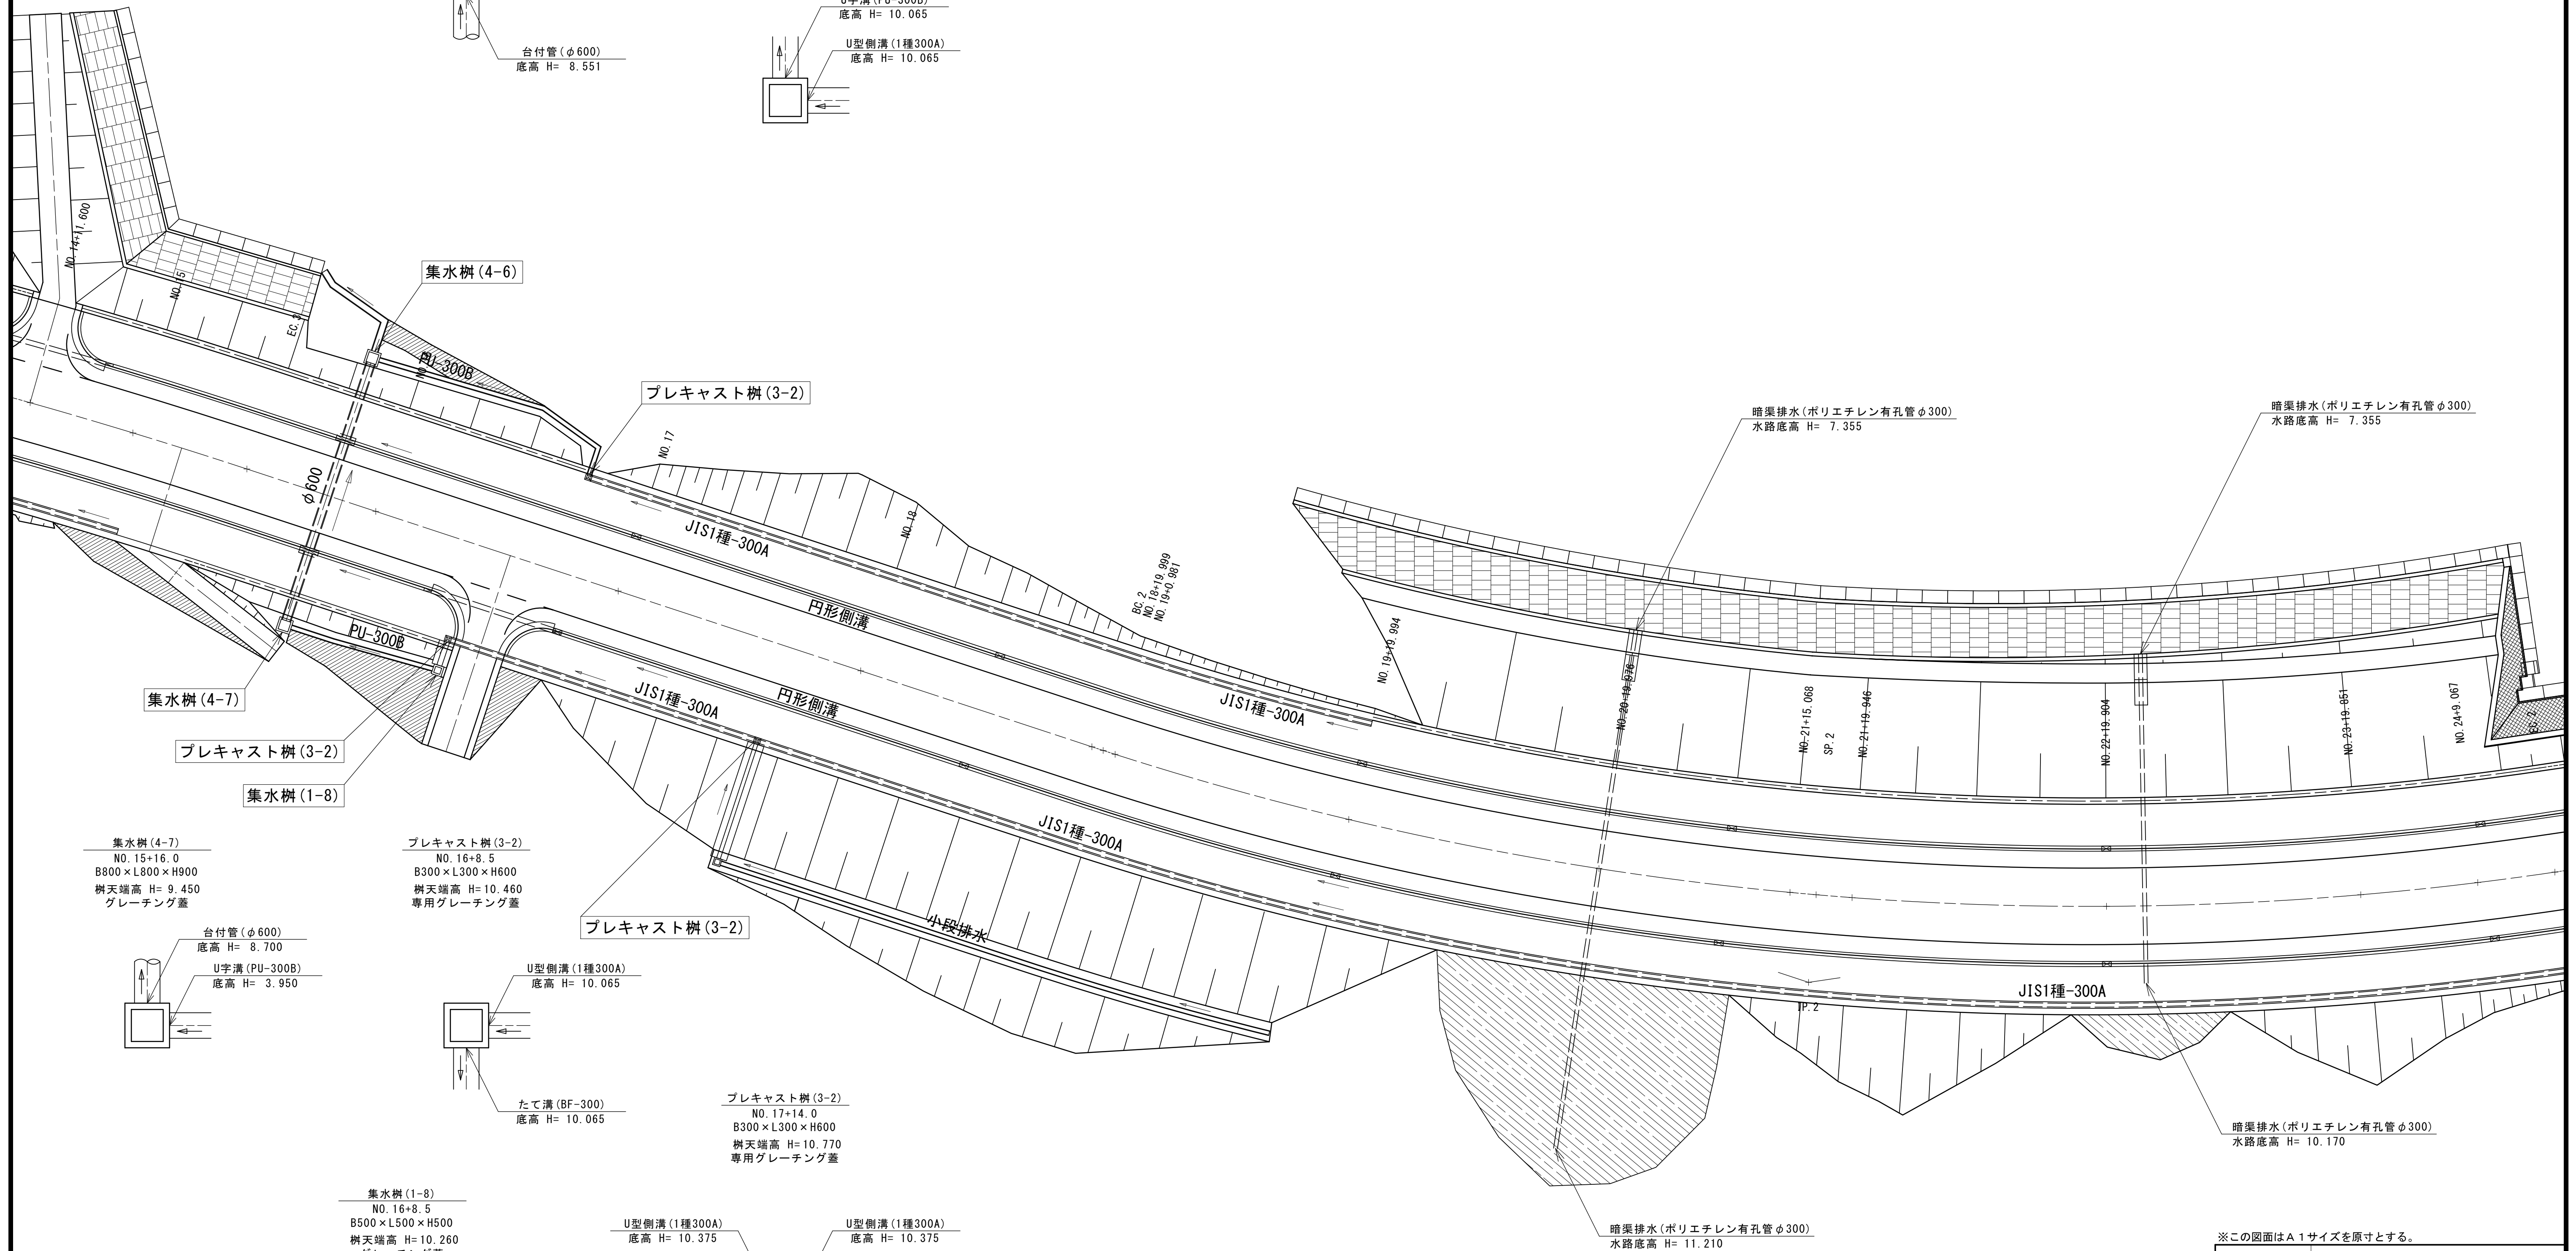 台付管(φ600)
底高 H= 8.551
U字溝(PU-300B)
底高 H= 10.065
U型側溝(1種300A)
底高 H= 10.065
NO.14+11.600
NO.15
EC.3
集水桝(4-6)
PU-300B
プレキャスト桝(3-2)
NO.17
φ600
JIS1種-300A
NO.18
BC.2
NO.18+19.999
NO.19+0.981
円形側溝
JIS1種-300A
NO.19+19.994
暗渠排水(ポリエチレン有孔管φ300)
水路底高 H= 7.355
暗渠排水(ポリエチレン有孔管φ300)
水路底高 H= 7.355
NO.20+19.976
NO.21+15.068
SP.2
NO.21+19.946
NO.22+19.904
NO.23+19.851
NO.24+9.067
EC.2
PU-300B
集水桝(4-7)
プレキャスト桝(3-2)
集水桝(1-8)
JIS1種-300A
円形側溝
JIS1種-300A
プレキャスト桝(3-2)
小段排水
JIS1種-300A
IP.2
集水桝(4-7)
NO.15+16.0
B800×L800×H900
桝天端高 H= 9.450
グレーチング蓋
台付管(φ600)
底高 H= 8.700
U字溝(PU-300B)
底高 H= 3.950
プレキャスト桝(3-2)
NO.16+8.5
B300×L300×H600
桝天端高 H=10.460
専用グレーチング蓋
U型側溝(1種300A)
底高 H= 10.065
たて溝(BF-300)
底高 H= 10.065
プレキャスト桝(3-2)
NO.17+14.0
B300×L300×H600
桝天端高 H=10.770
専用グレーチング蓋
集水桝(1-8)
NO.16+8.5
B500×L500×H500
桝天端高 H=10.260
U型側溝(1種300A)
底高 H= 10.375
U型側溝(1種300A)
底高 H= 10.375
暗渠排水(ポリエチレン有孔管φ300)
水路底高 H= 11.210
暗渠排水(ポリエチレン有孔管φ300)
水路底高 H= 10.170
※この図面はA1サイズを原寸とする。